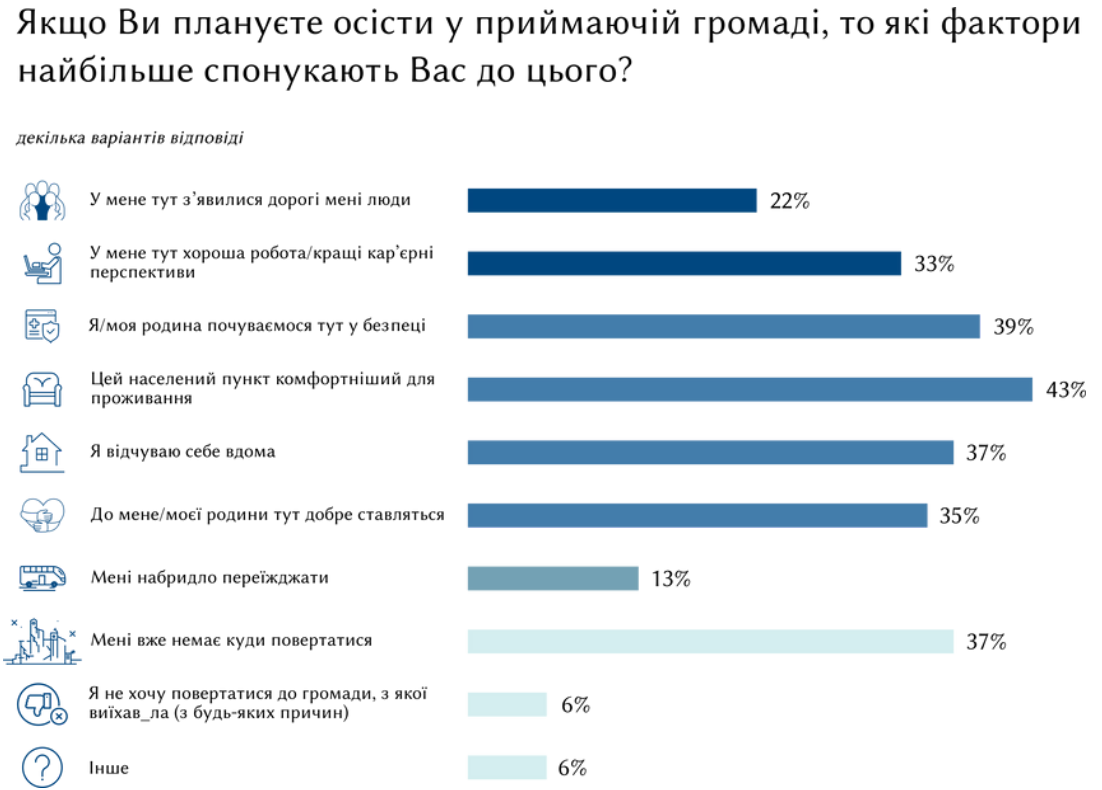 Якщо Ви плануєте осісти у приймаючій громаді, то які фактори
найбільше спонукають Вас до цього?
декілька варіантів відповіді
У мене тут з’явилися дорогі мені люди
22%
У мене тут хороша робота/кращі кар’єрні
перспективи
33%
Я/моя родина почуваємося тут у безпеці
39%
Цей населений пункт комфортніший для
проживання
43%
Я відчуваю себе вдома
37%
До мене/моєї родини тут добре ставляться
35%
Мені набридло переїжджати
13%
Мені вже немає куди повертатися
37%
Я не хочу повертатися до громади, з якої
виїхав_ла (з будь-яких причин)
6%
Інше
6%